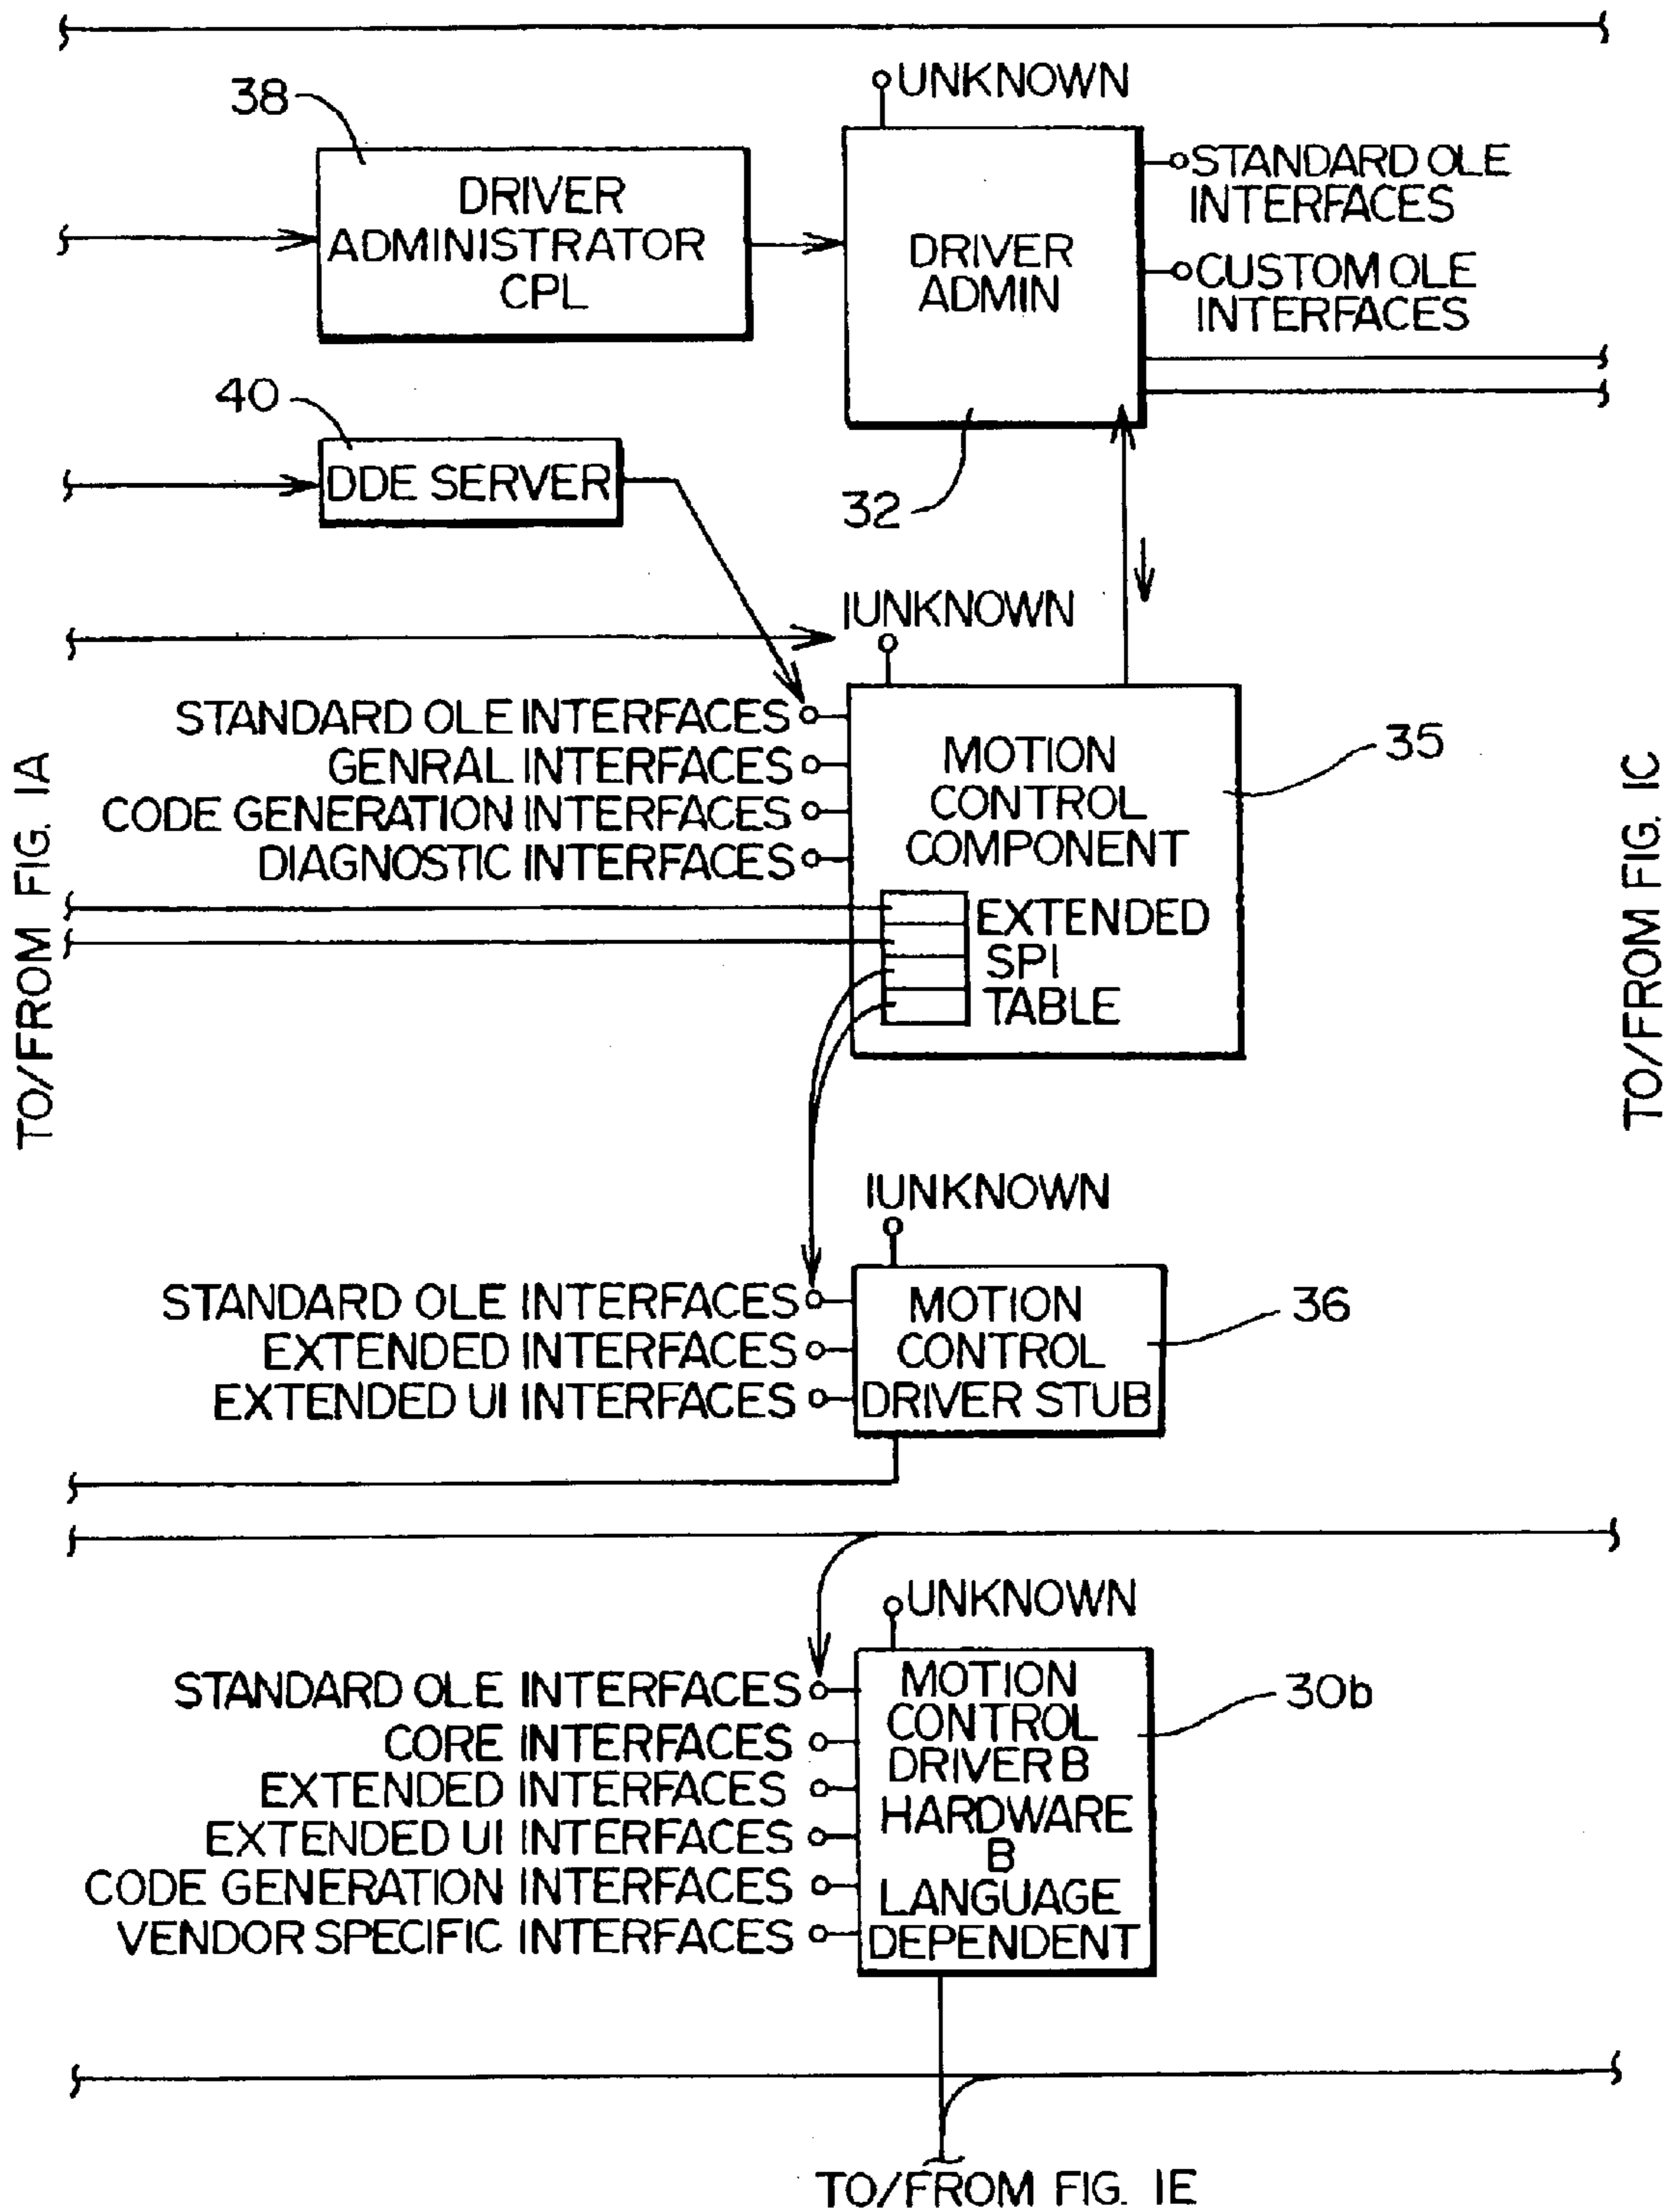 UNKNOWN
38
DRIVER
ADMINISTRATOR
CPL
DRIVER
ADMIN
STANDARD OLE
INTERFACES
CUSTOM OLE
INTERFACES
40
DDE SERVER
32
IUNKNOWN
STANDARD OLE INTERFACES
GENRAL INTERFACES
CODE GENERATION INTERFACES
DIAGNOSTIC INTERFACES
MOTION
CONTROL
COMPONENT
35
EXTENDED
SPI
TABLE
TO/FROM FIG. 1A
TO/FROM FIG. 1C
IUNKNOWN
STANDARD OLE INTERFACES
EXTENDED INTERFACES
EXTENDED UI INTERFACES
MOTION
CONTROL
DRIVER STUB
36
UNKNOWN
STANDARD OLE INTERFACES
CORE INTERFACES
EXTENDED INTERFACES
EXTENDED UI INTERFACES
CODE GENERATION INTERFACES
VENDOR SPECIFIC INTERFACES
MOTION
CONTROL
DRIVER B
HARDWARE
B
LANGUAGE
DEPENDENT
30b
TO/FROM FIG. 1E